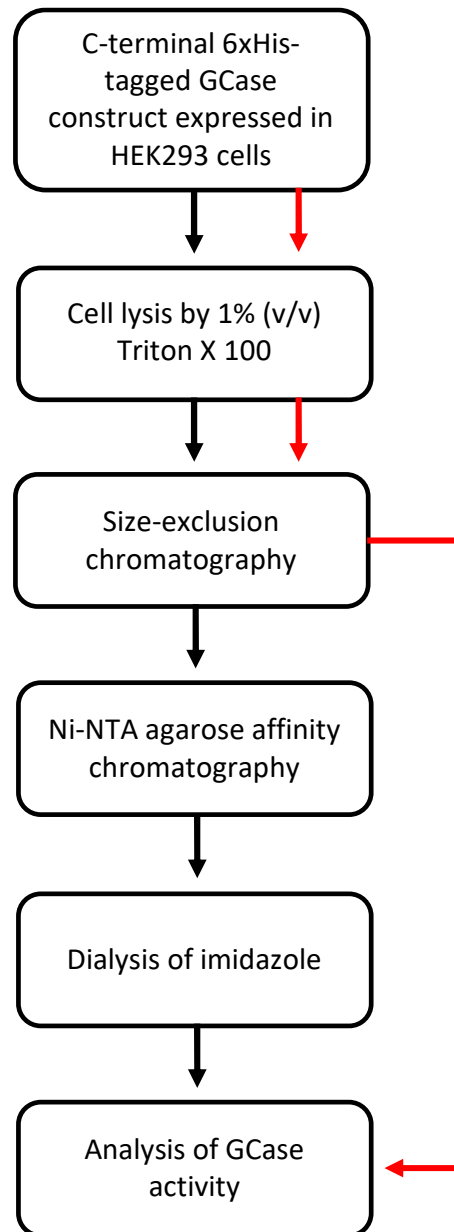 C-terminal 6xHis-
tagged GCase
construct expressed in
HEK293 cells
Cell lysis by 1% (v/v)
Triton X 100
Size-exclusion
chromatography
Ni-NTA agarose affinity
chromatography
Dialysis of imidazole
Analysis of GCase
activity